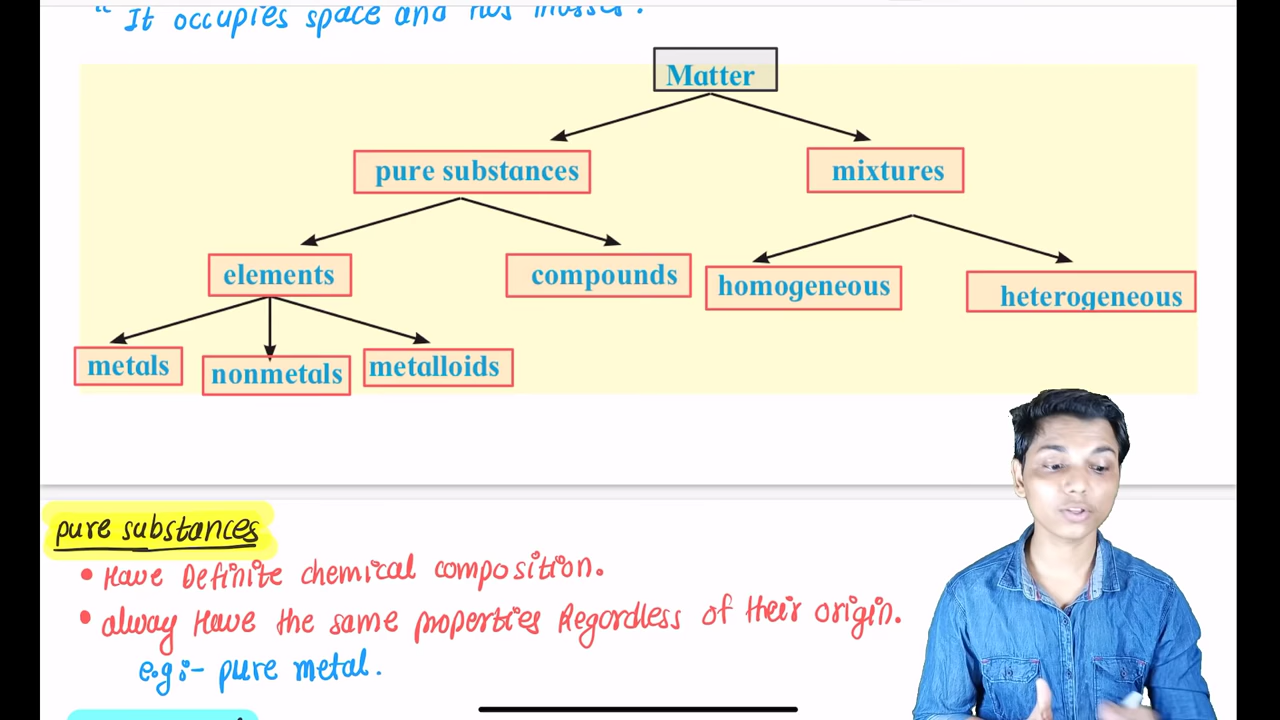 " It occupies space and has masses.
Matter
pure substances mixtures
elements compounds homogeneous heterogeneous
metals nonmetals metalloids
pure substances
• Have Definite chemical composition.
• alway Have the same properties Regardless of their origin.
e.g:- pure metal.